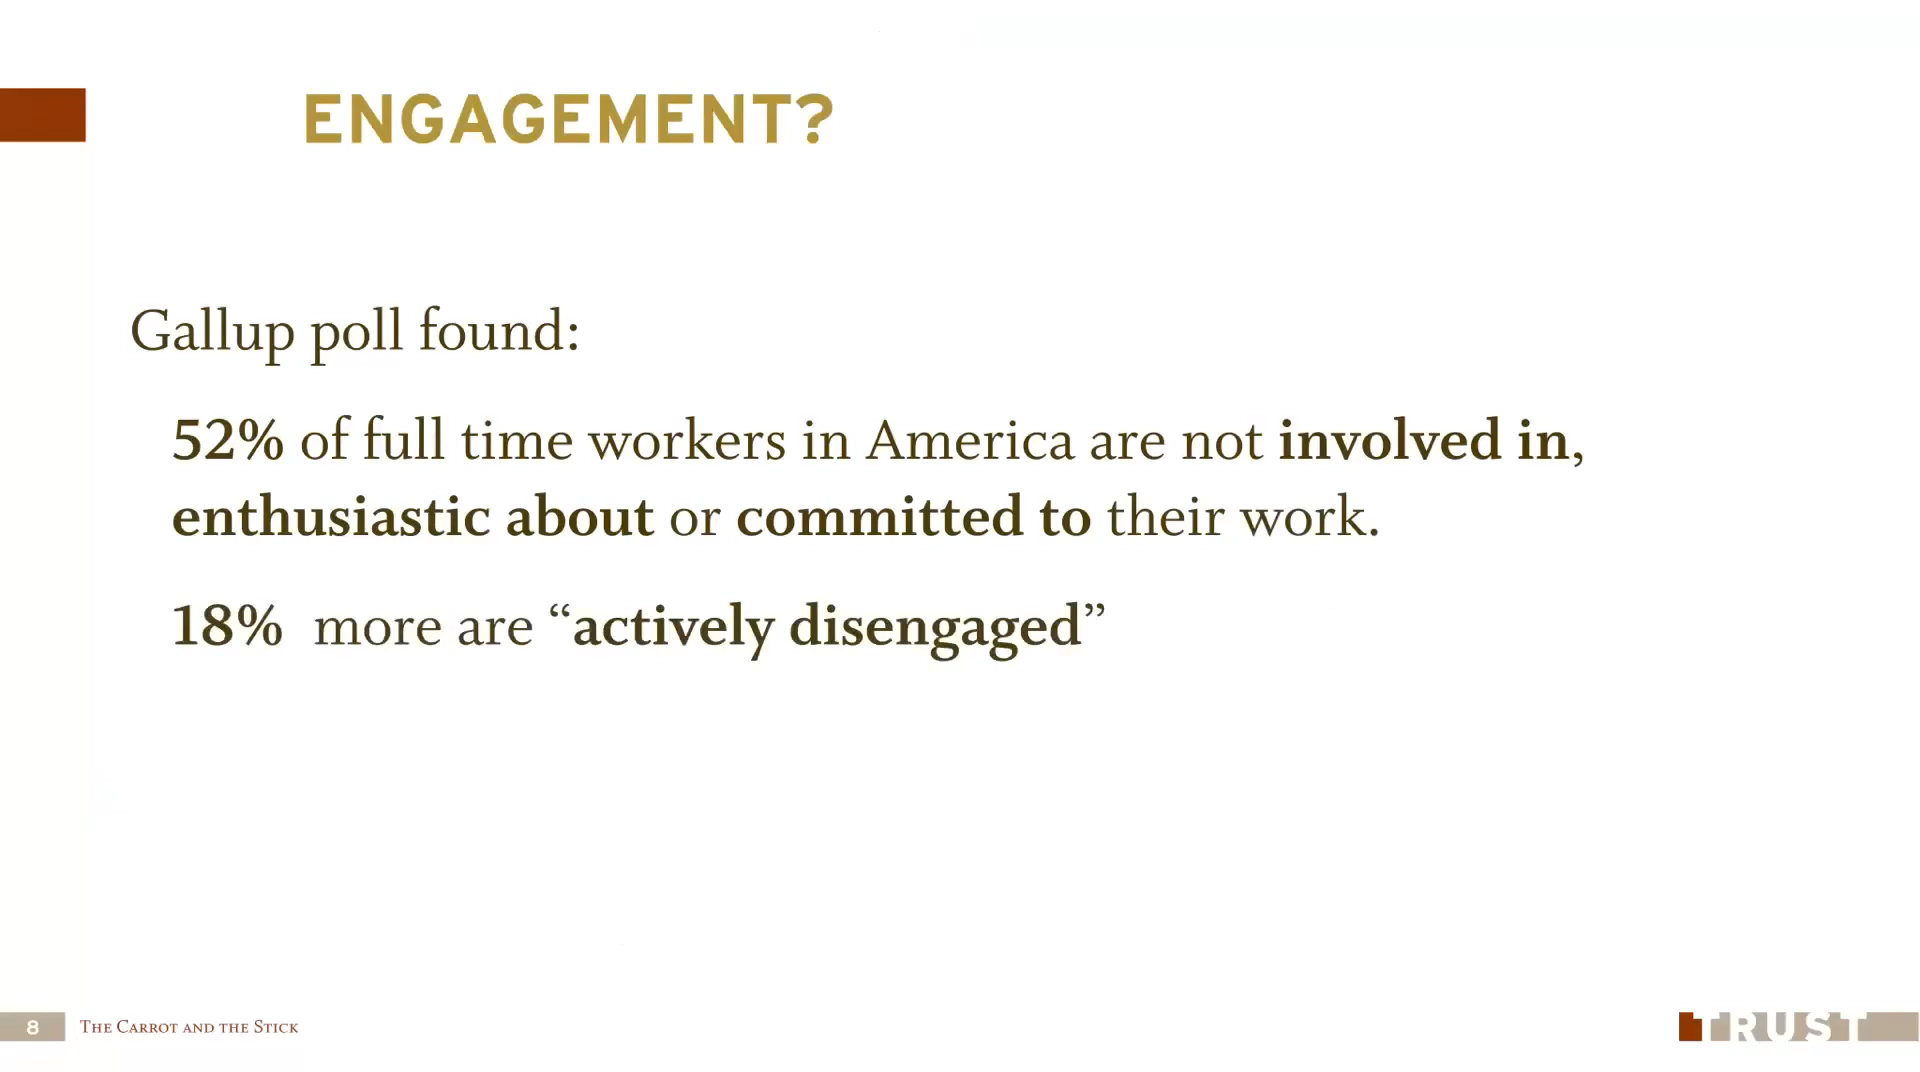 ENGAGEMENT?
Gallup poll found:
52% of full time workers in America are not involved in,
enthusiastic about or committed to their work.
18%  more are “actively disengaged”
8 The Carrot and the Stick
TRUST